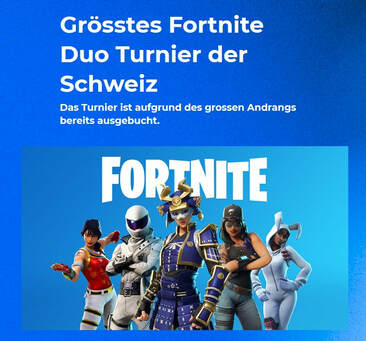 Grösstes Fortnite
Duo Turnier der
Schweiz
Das Turnier ist aufgrund des grossen Andrangs
bereits ausgebucht.
FORTNITE